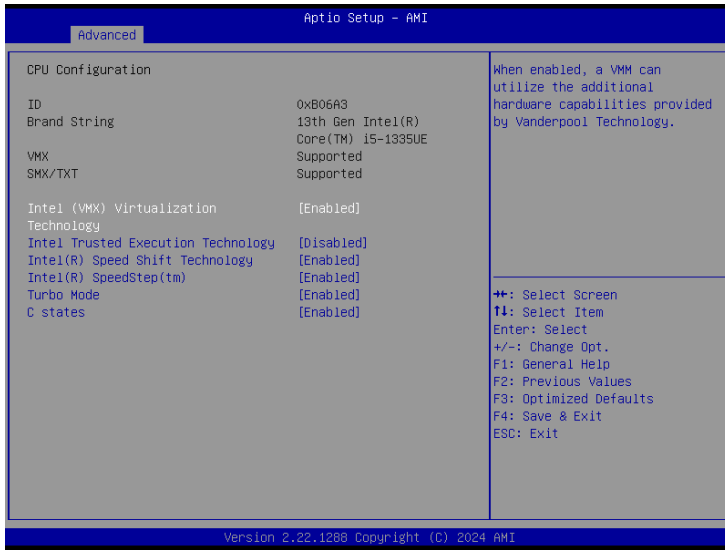 Aptio Setup – AMI
Advanced
CPU Configuration
ID 0xB06A3
Brand String 13th Gen Intel(R)
Core(TM) i5-1335UE
VMX Supported
SMX/TXT Supported
Intel (VMX) Virtualization [Enabled]
Technology
Intel Trusted Execution Technology [Disabled]
Intel(R) Speed Shift Technology [Enabled]
Intel(R) SpeedStep(tm) [Enabled]
Turbo Mode [Enabled]
C states [Enabled]
When enabled, a VMM can
utilize the additional
hardware capabilities provided
by Vanderpool Technology.
→←: Select Screen
↑↓: Select Item
Enter: Select
+/-: Change Opt.
F1: General Help
F2: Previous Values
F3: Optimized Defaults
F4: Save & Exit
ESC: Exit
Version 2.22.1288 Copyright (C) 2024 AMI